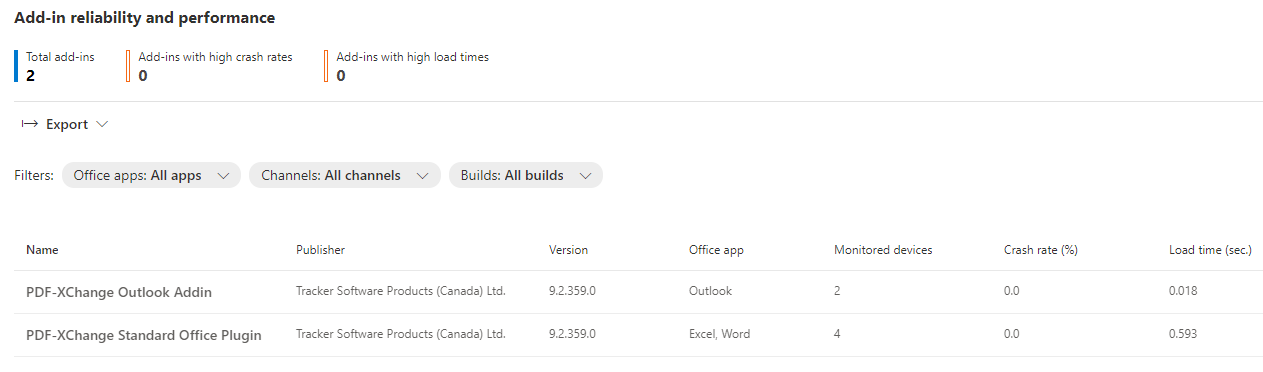 Add-in reliability and performance
Total add-ins
2
Add-ins with high crash rates
0
Add-ins with high load times
0
Export
Filters: Office apps: All apps Channels: All channels Builds: All builds
Name Publisher Version Office app Monitored devices Crash rate (%) Load time (sec.)
PDF-XChange Outlook Addin Tracker Software Products (Canada) Ltd. 9.2.359.0 Outlook 2 0.0 0.018
PDF-XChange Standard Office Plugin Tracker Software Products (Canada) Ltd. 9.2.359.0 Excel, Word 4 0.0 0.593